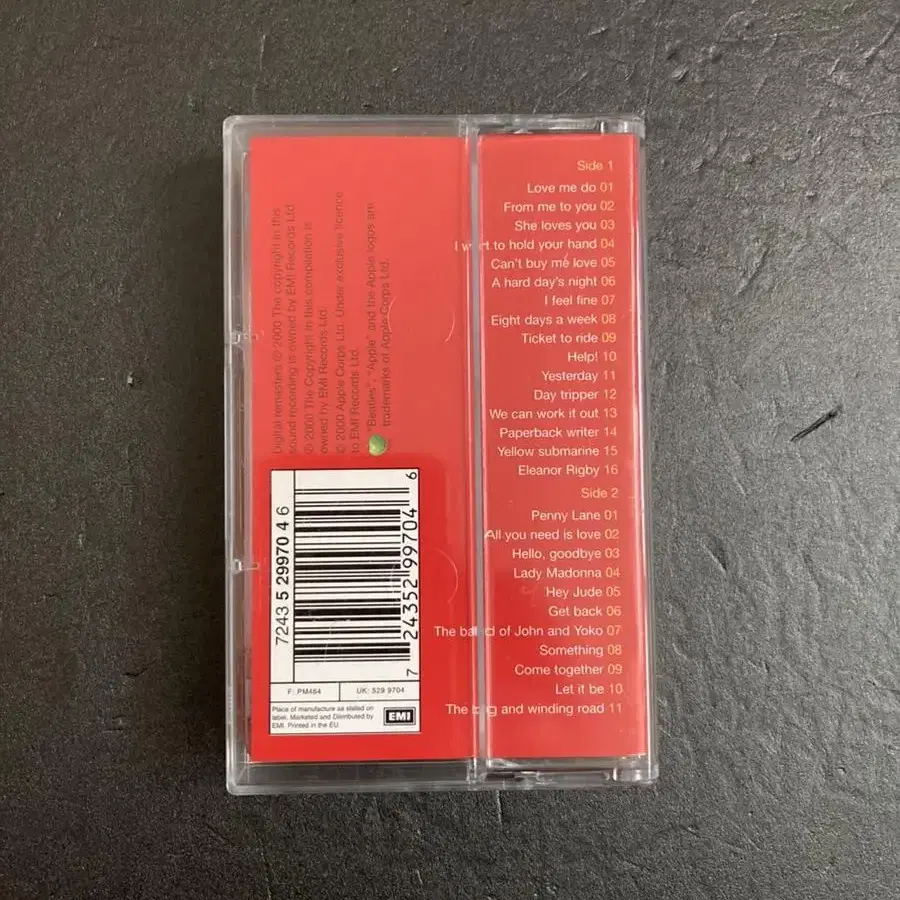 Side 1
Love me do 01
From me to you 02
She loves you 03
I want to hold your hand 04
Can't buy me love 05
A hard day's night 06
I feel fine 07
Eight days a week 08
Ticket to ride 09
Help! 10
Yesterday 11
Day tripper 12
We can work it out 13
Paperback writer 14
Yellow submarine 15
Eleanor Rigby 16
Side 2
Penny Lane 01
All you need is love 02
Hello, goodbye 03
Lady Madonna 04
Hey Jude 05
Get back 06
The ballad of John and Yoko 07
Something 08
Come together 09
Let it be 10
The long and winding road 11
Digital remasters ℗ 2000 The copyright in this
sound recording is owned by EMI Records Ltd
℗ 2000 The Copyright in this compilation is
owned by EMI Records Ltd.
© 2000 Apple Corps Ltd. Under exclusive licence
to EMI Records Ltd.
"Beatles", "Apple" and the Apple logos are
trademarks of Apple Corps Ltd.
7243 5 29970 4 6
7 24352 99704 6
F: PM464
UK: 529 9704
Place of manufacture as stated on
label. Marketed and Distributed by
EMI. Printed in the EU.
EMI